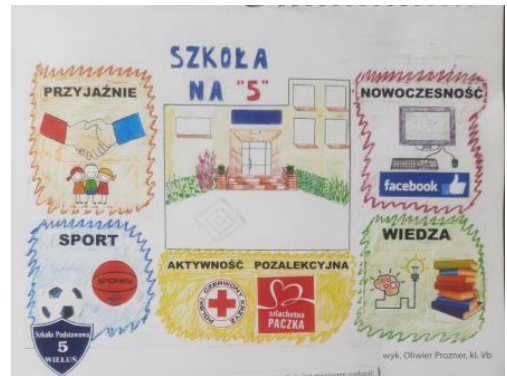 SZKOŁA
NA "5"
PRZYJAŹNIE
NOWOCZESNOŚĆ
facebook
SPORT
SPOKEY
WIEDZA
AKTYWNOŚĆ POZALEKCYJNA
POLSKI CZERWONY KRZYŻ
szlachetna
PACZKA
Szkoła Podstawowa
5
WIELUŃ
wyk. Oliwier Prozner, kl. Vb